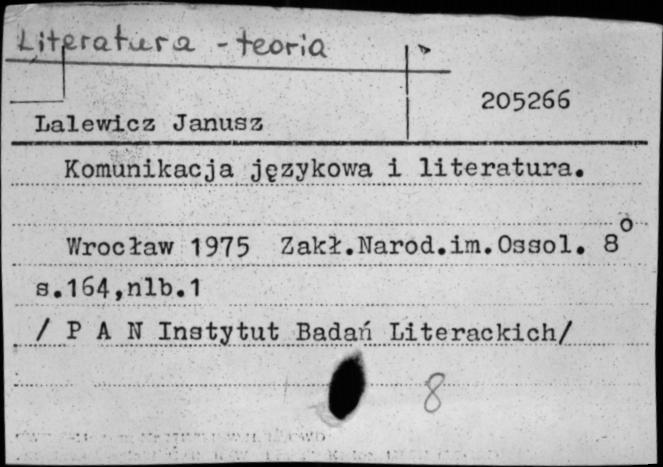 Literatura - teoria
205266
Lalewicz Janusz
Komunikacja językowa i literatura.
Wrocław 1975 Zakł.Narod.im.Ossol. 8°
s.164,nlb.1
/ P A N Instytut Badań Literackich/
8